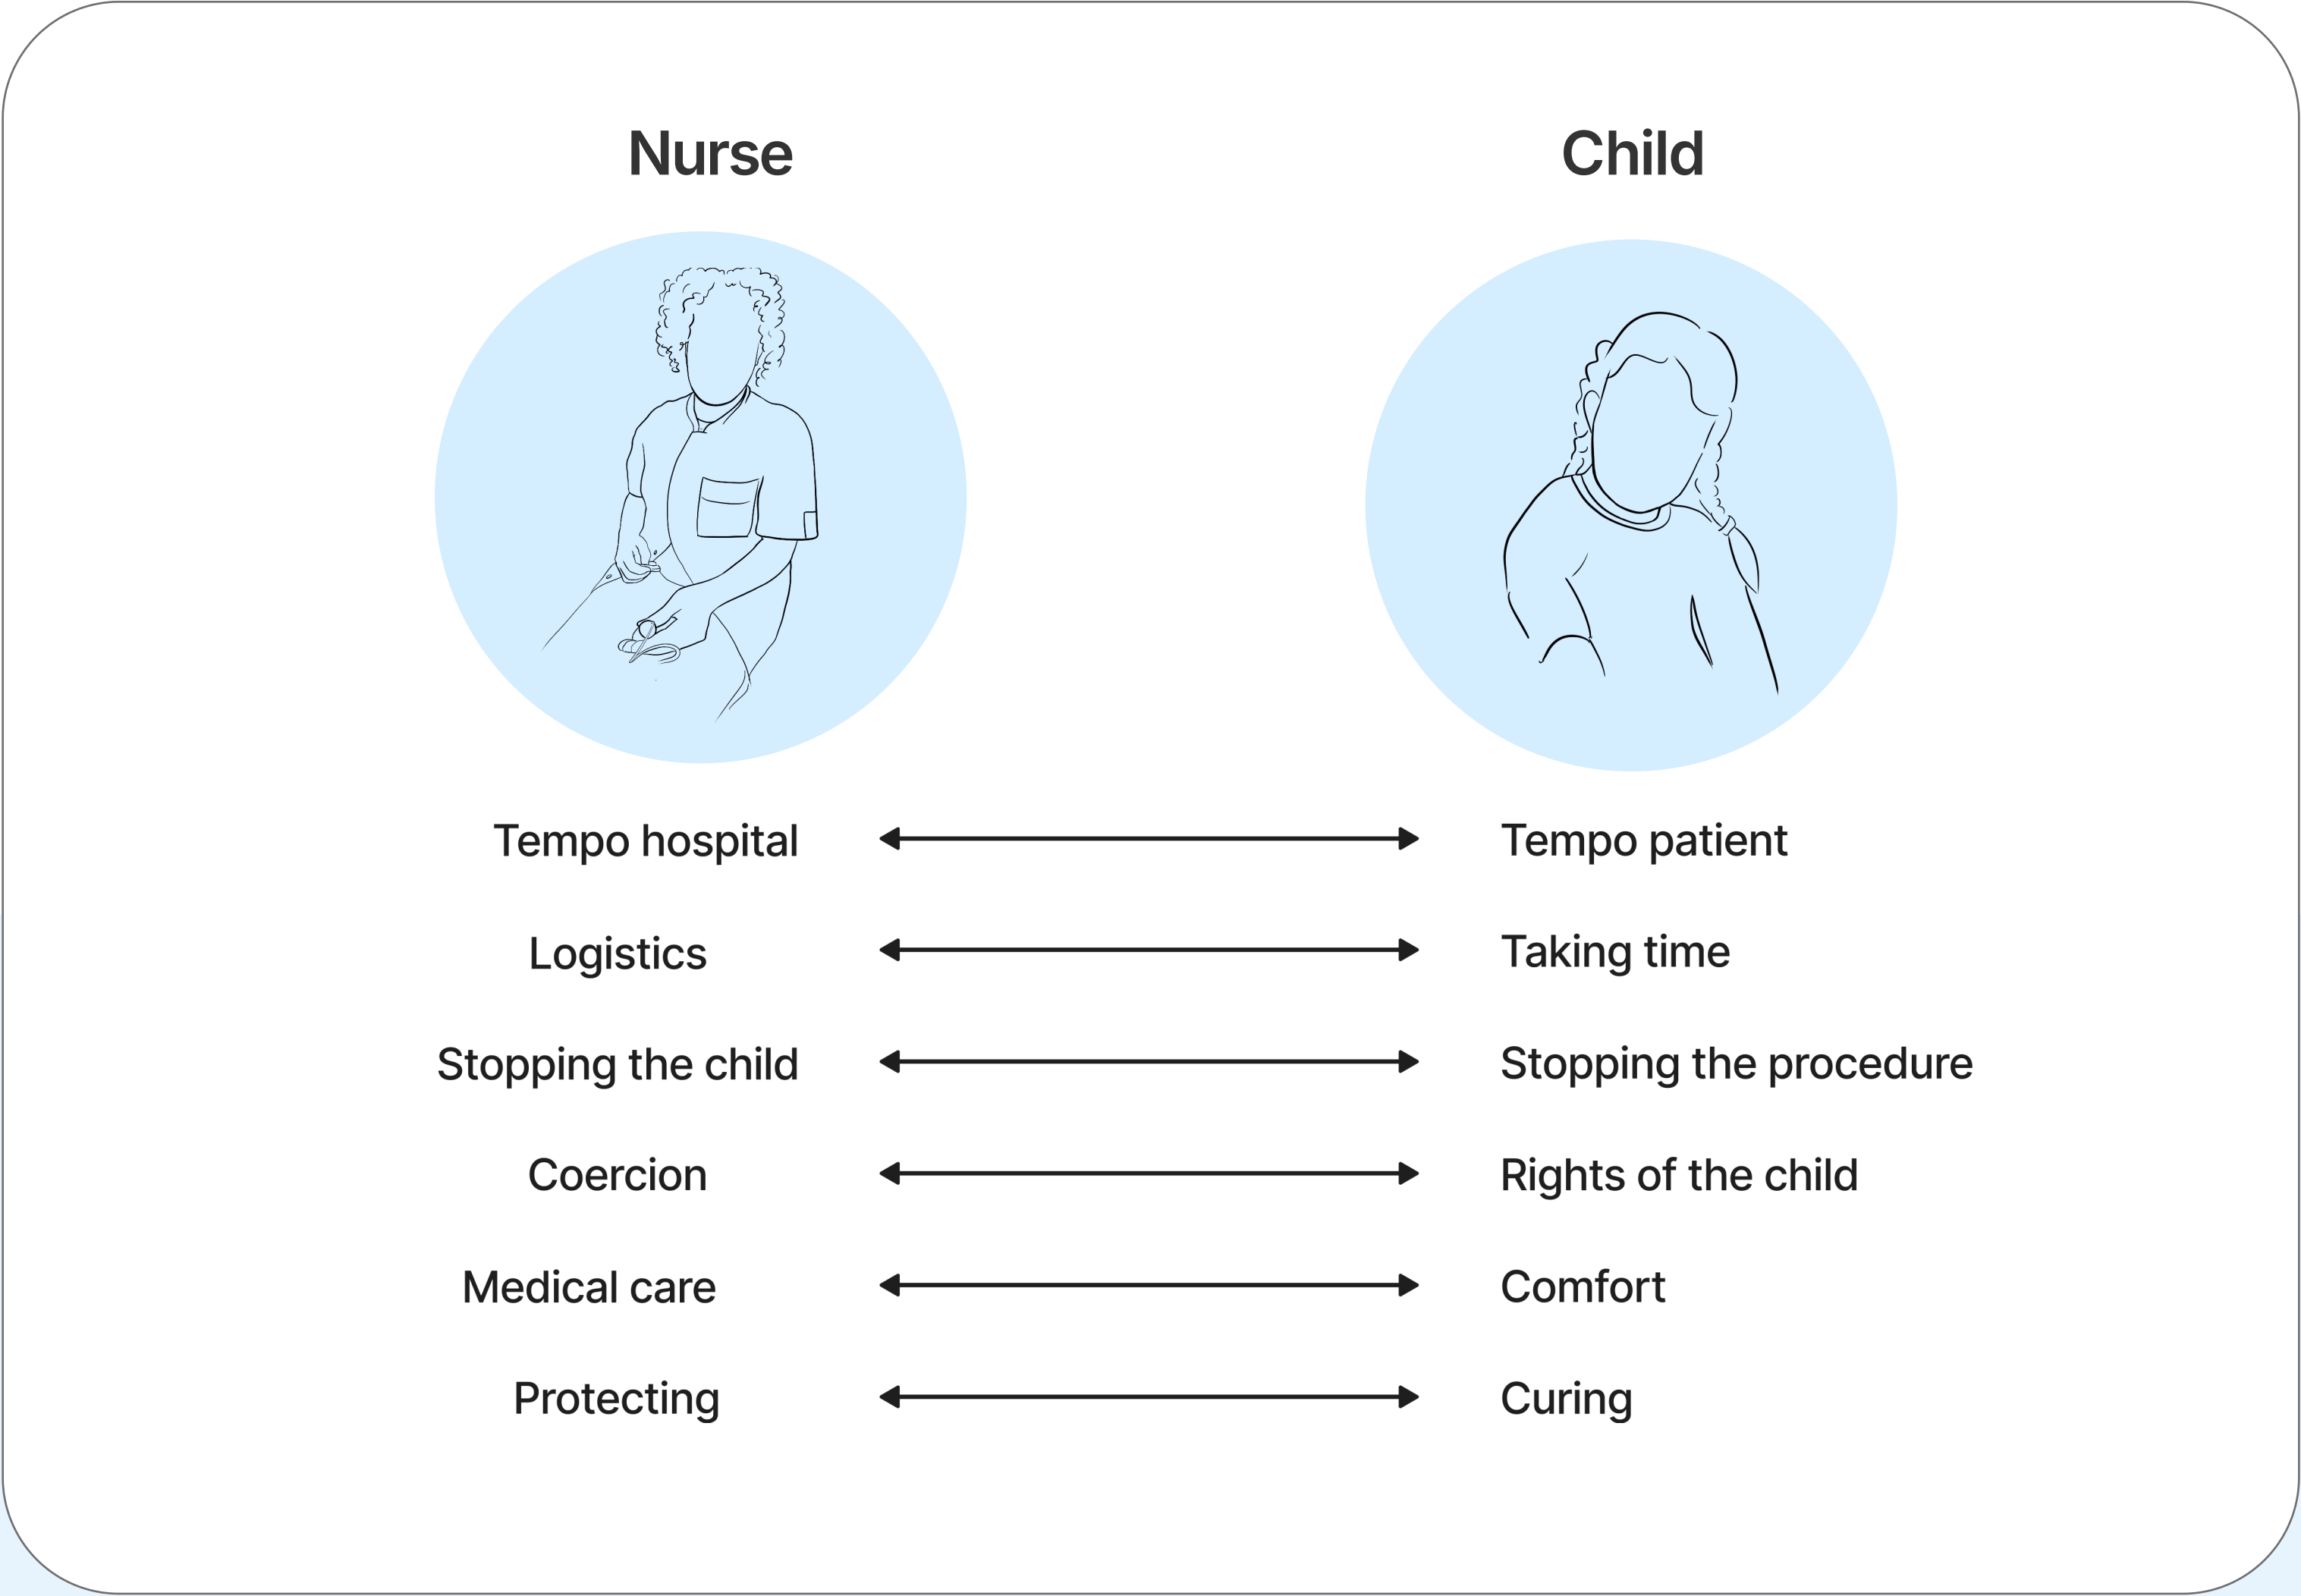 Nurse
Child
Tempo hospital
Tempo patient
Logistics
Taking time
Stopping the child
Stopping the procedure
Coercion
Rights of the child
Medical care
Comfort
Protecting
Curing